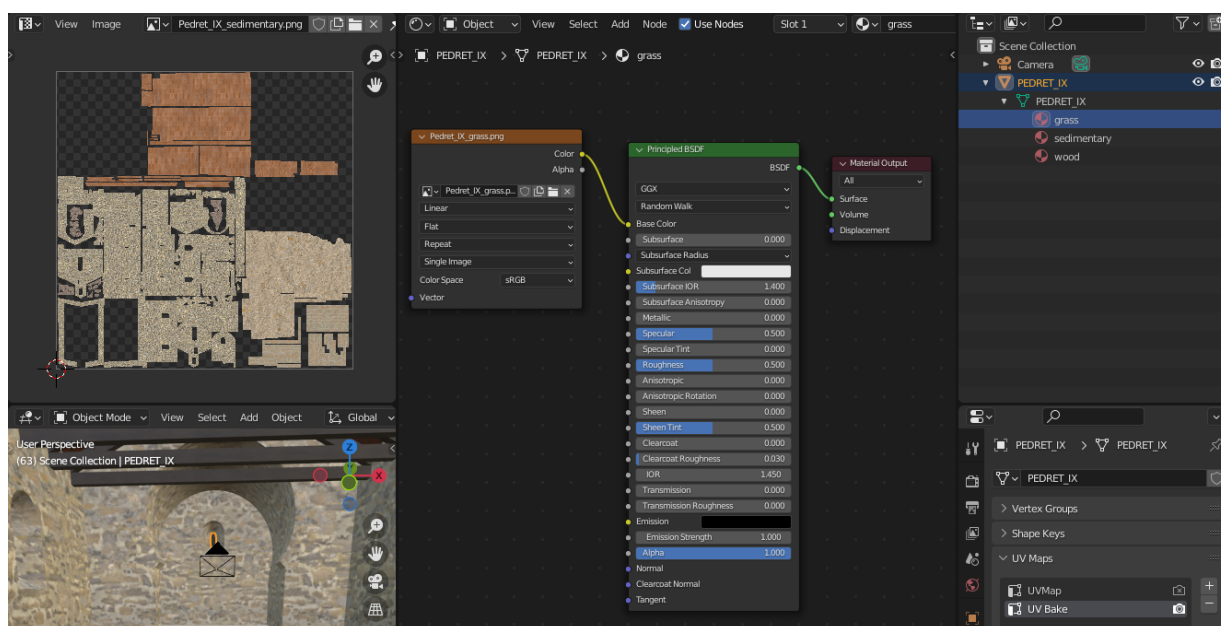 View Image Pedret_IX_sedimentary.png
Object View Select Add Node Use Nodes Slot 1 grass
PEDRET_IX > PEDRET_IX > grass
Pedret_IX_grass.png
Color
Alpha
Pedret_IX_grass.p...
Linear
Flat
Repeat
Single Image
Color Space sRGB
Vector
Principled BSDF
BSDF
GGX
Random Walk
Base Color
Subsurface 0.000
Subsurface Radius
Subsurface Col
Subsurface IOR 1.400
Subsurface Anisotropy 0.000
Metallic 0.000
Specular 0.500
Specular Tint 0.000
Roughness 0.500
Anisotropic 0.000
Anisotropic Rotation 0.000
Sheen 0.000
Sheen Tint 0.500
Clearcoat 0.000
Clearcoat Roughness 0.030
IOR 1.450
Transmission 0.000
Transmission Roughness 0.000
Emission
Emission Strength 1.000
Alpha 1.000
Normal
Clearcoat Normal
Tangent
Material Output
All
Surface
Volume
Displacement
Scene Collection
Camera
PEDRET_IX
PEDRET_IX
grass
sedimentary
wood
Object Mode View Select Add Object Global
User Perspective
(63) Scene Collection | PEDRET_IX
Z
X
PEDRET_IX > PEDRET_IX
PEDRET_IX
> Vertex Groups
> Shape Keys
UV Maps
UVMap
UV Bake